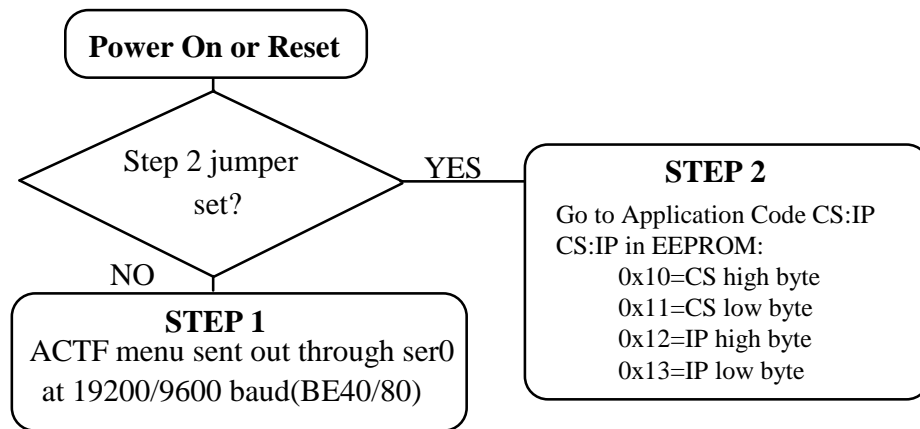 Power On or Reset
Step 2 jumper
set?
YES
NO
STEP 2
Go to Application Code CS:IP
CS:IP in EEPROM:
0x10=CS high byte
0x11=CS low byte
0x12=IP high byte
0x13=IP low byte
STEP 1
ACTF menu sent out through ser0
at 19200/9600 baud(BE40/80)